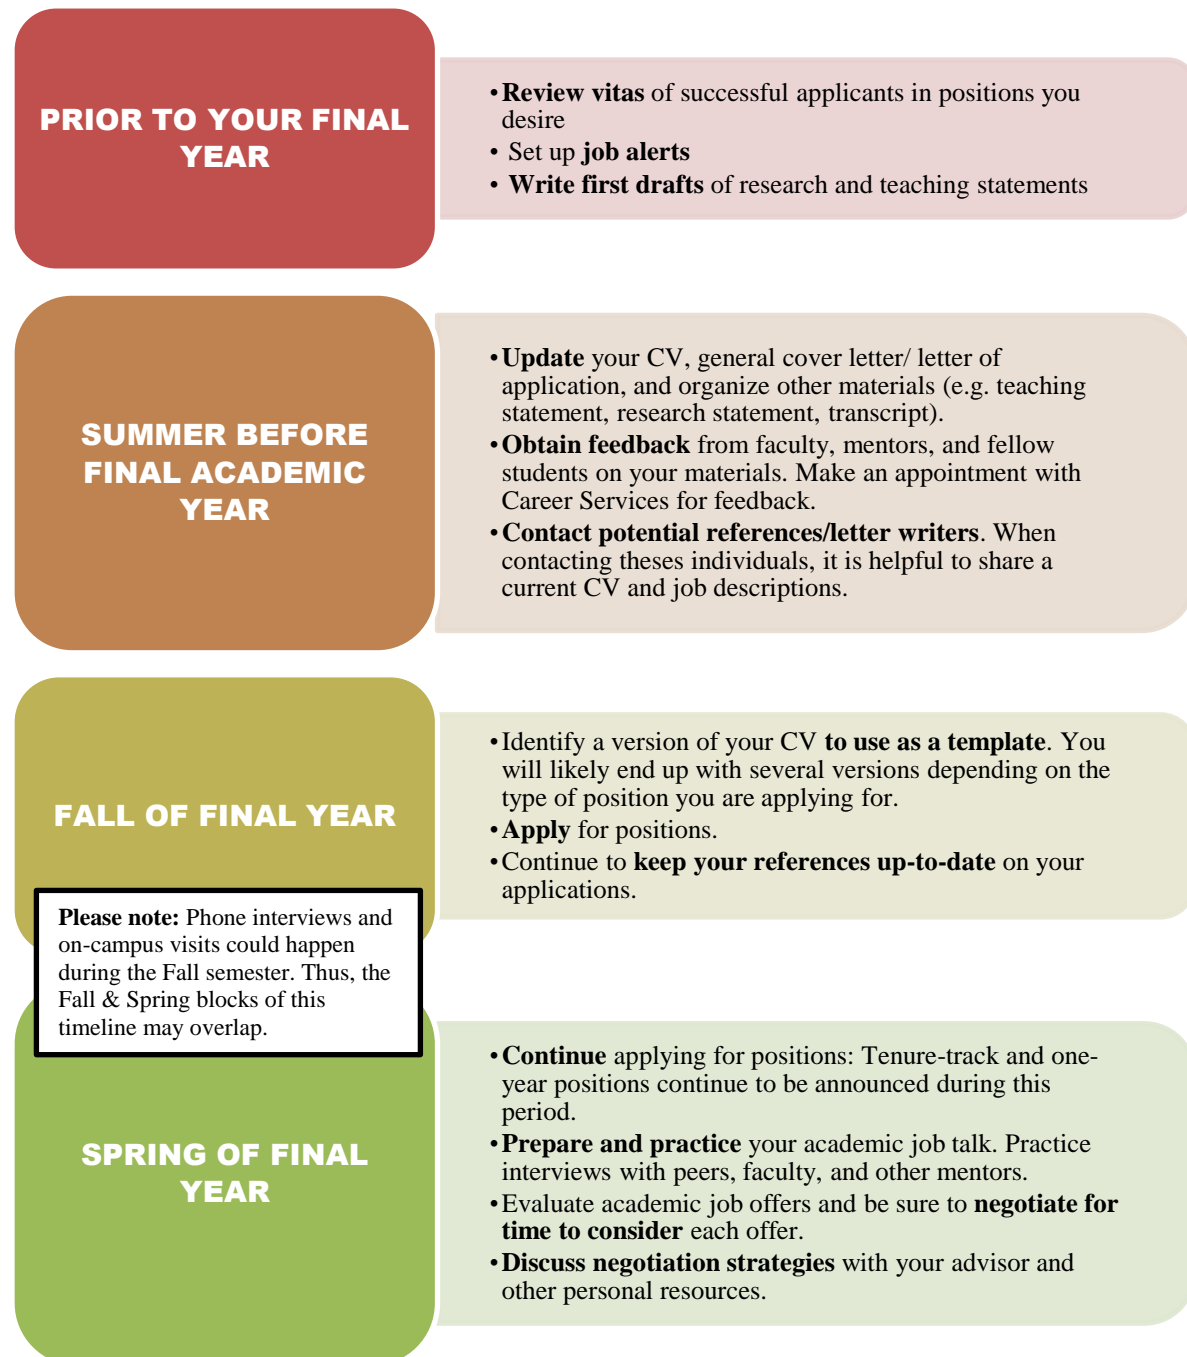 PRIOR TO YOUR FINAL
YEAR
•Review vitas of successful applicants in positions you
desire
• Set up job alerts
• Write first drafts of research and teaching statements
SUMMER BEFORE
FINAL ACADEMIC
YEAR
•Update your CV, general cover letter/ letter of
application, and organize other materials (e.g. teaching
statement, research statement, transcript).
•Obtain feedback from faculty, mentors, and fellow
students on your materials. Make an appointment with
Career Services for feedback.
•Contact potential references/letter writers. When
contacting theses individuals, it is helpful to share a
current CV and job descriptions.
FALL OF FINAL YEAR
•Identify a version of your CV to use as a template. You
will likely end up with several versions depending on the
type of position you are applying for.
•Apply for positions.
•Continue to keep your references up-to-date on your
applications.
Please note: Phone interviews and
on-campus visits could happen
during the Fall semester. Thus, the
Fall & Spring blocks of this
timeline may overlap.
SPRING OF FINAL
YEAR
•Continue applying for positions: Tenure-track and one-
year positions continue to be announced during this
period.
•Prepare and practice your academic job talk. Practice
interviews with peers, faculty, and other mentors.
•Evaluate academic job offers and be sure to negotiate for
time to consider each offer.
•Discuss negotiation strategies with your advisor and
other personal resources.